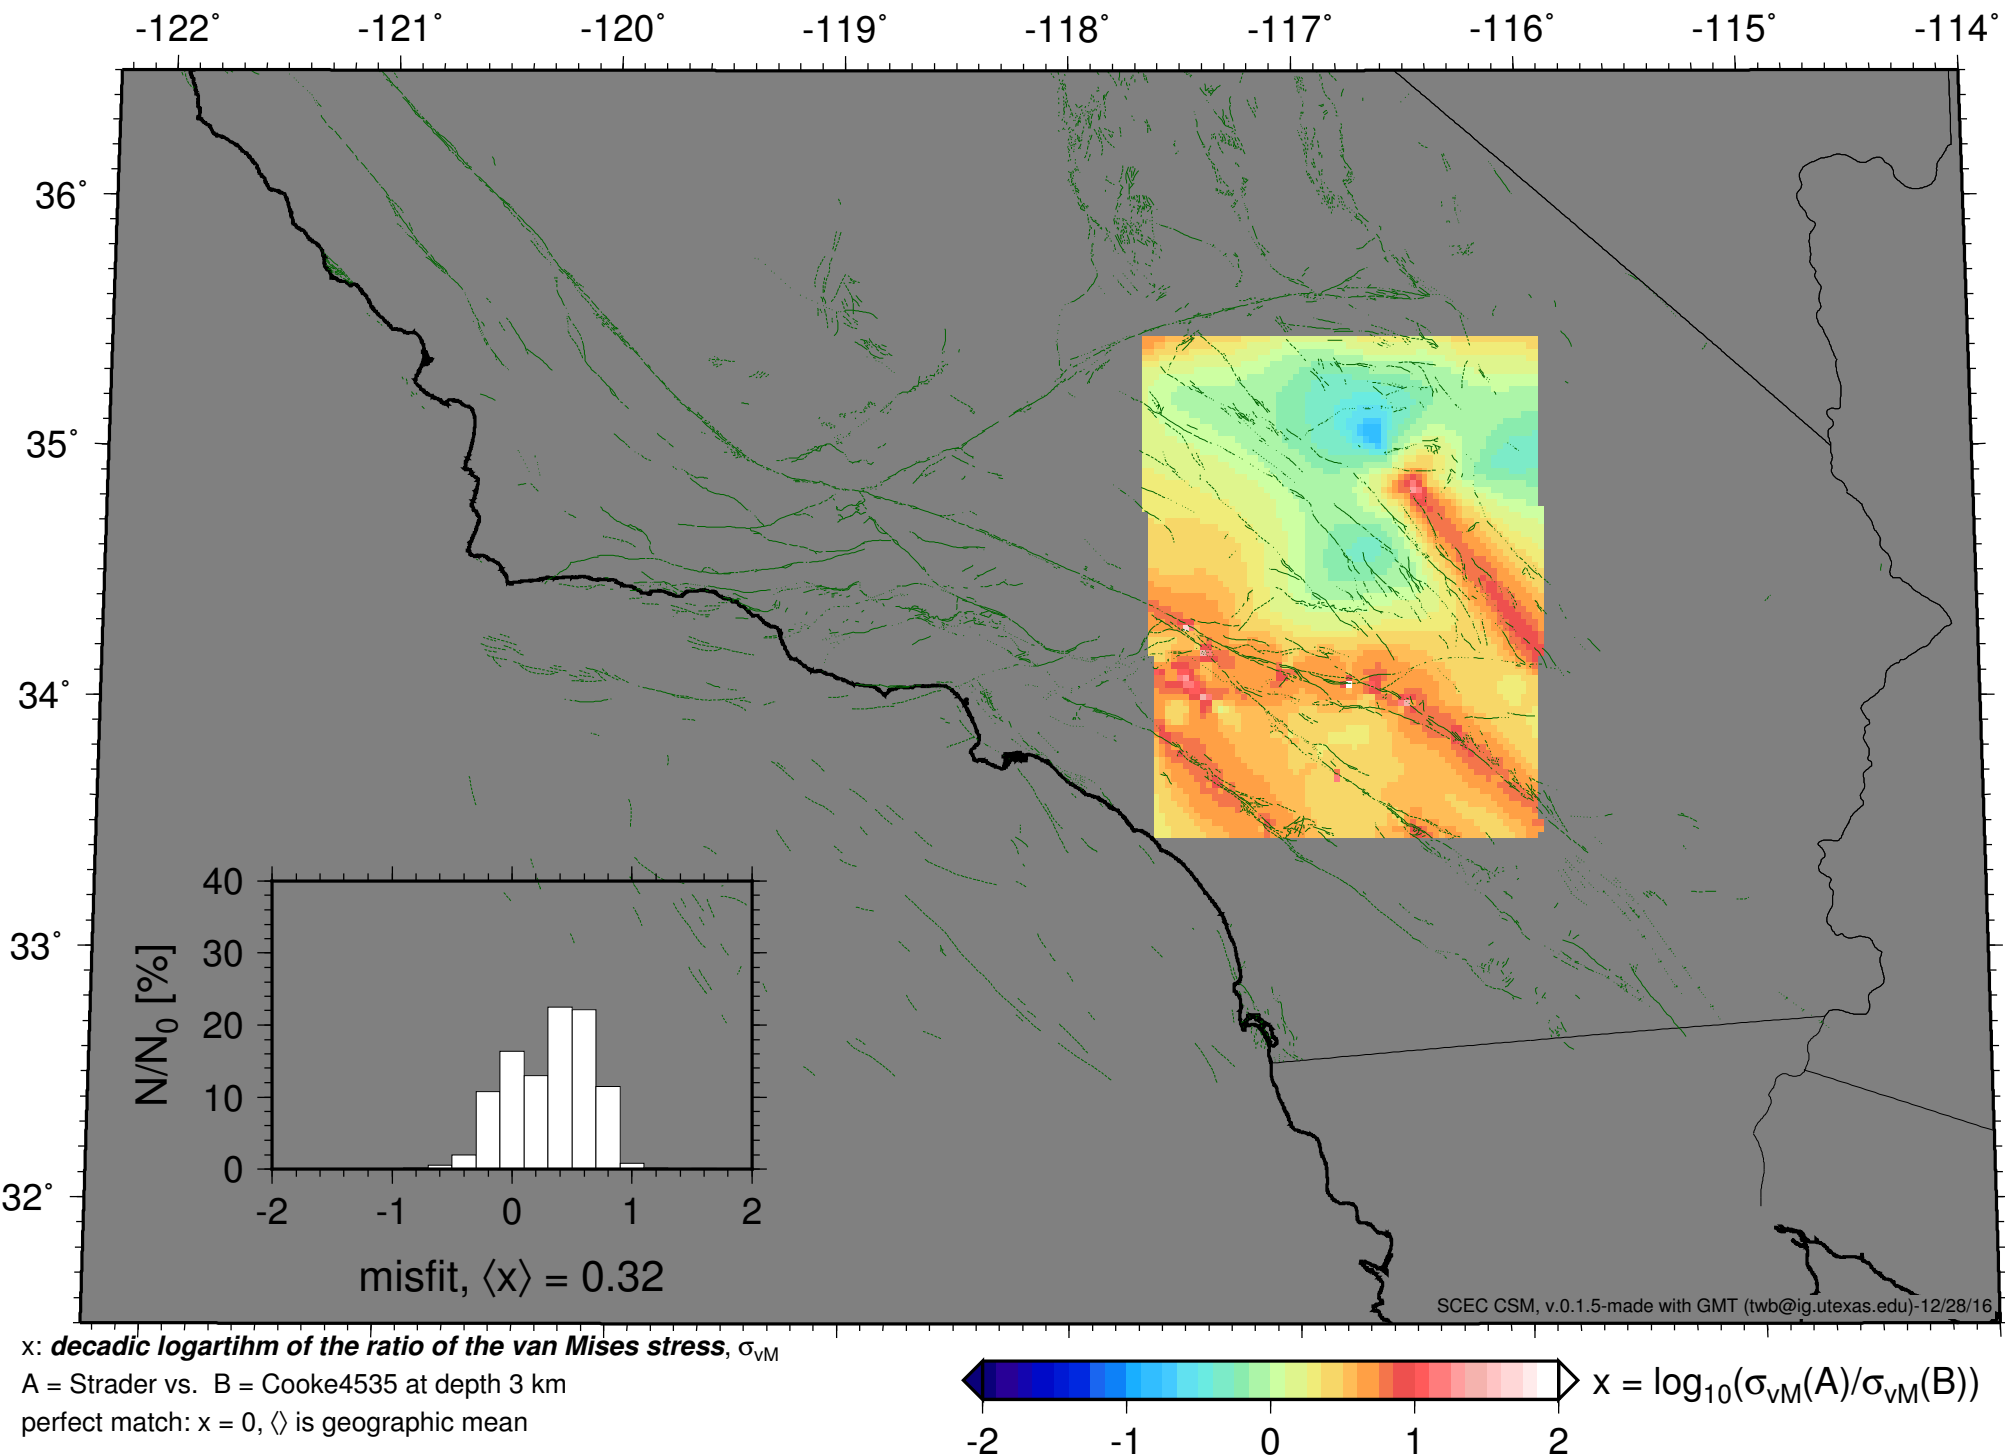 -122˚ -121˚ -120˚ -119˚ -118˚ -117˚ -116˚ -115˚ -114˚
36˚
35˚
34˚
33˚
32˚
40
30
20
10
0
N/N0 [%]
-2 -1 0 1 2
misfit, ⟨x⟩ = 0.32
SCEC CSM, v.0.1.5-made with GMT (twb@ig.utexas.edu)-12/28/16
x: decadic logartihm of the ratio of the van Mises stress, σvM
A = Strader vs. B = Cooke4535 at depth 3 km
perfect match: x = 0, ⟨⟩ is geographic mean
x = log10(σvM(A)/σvM(B))
-2 -1 0 1 2